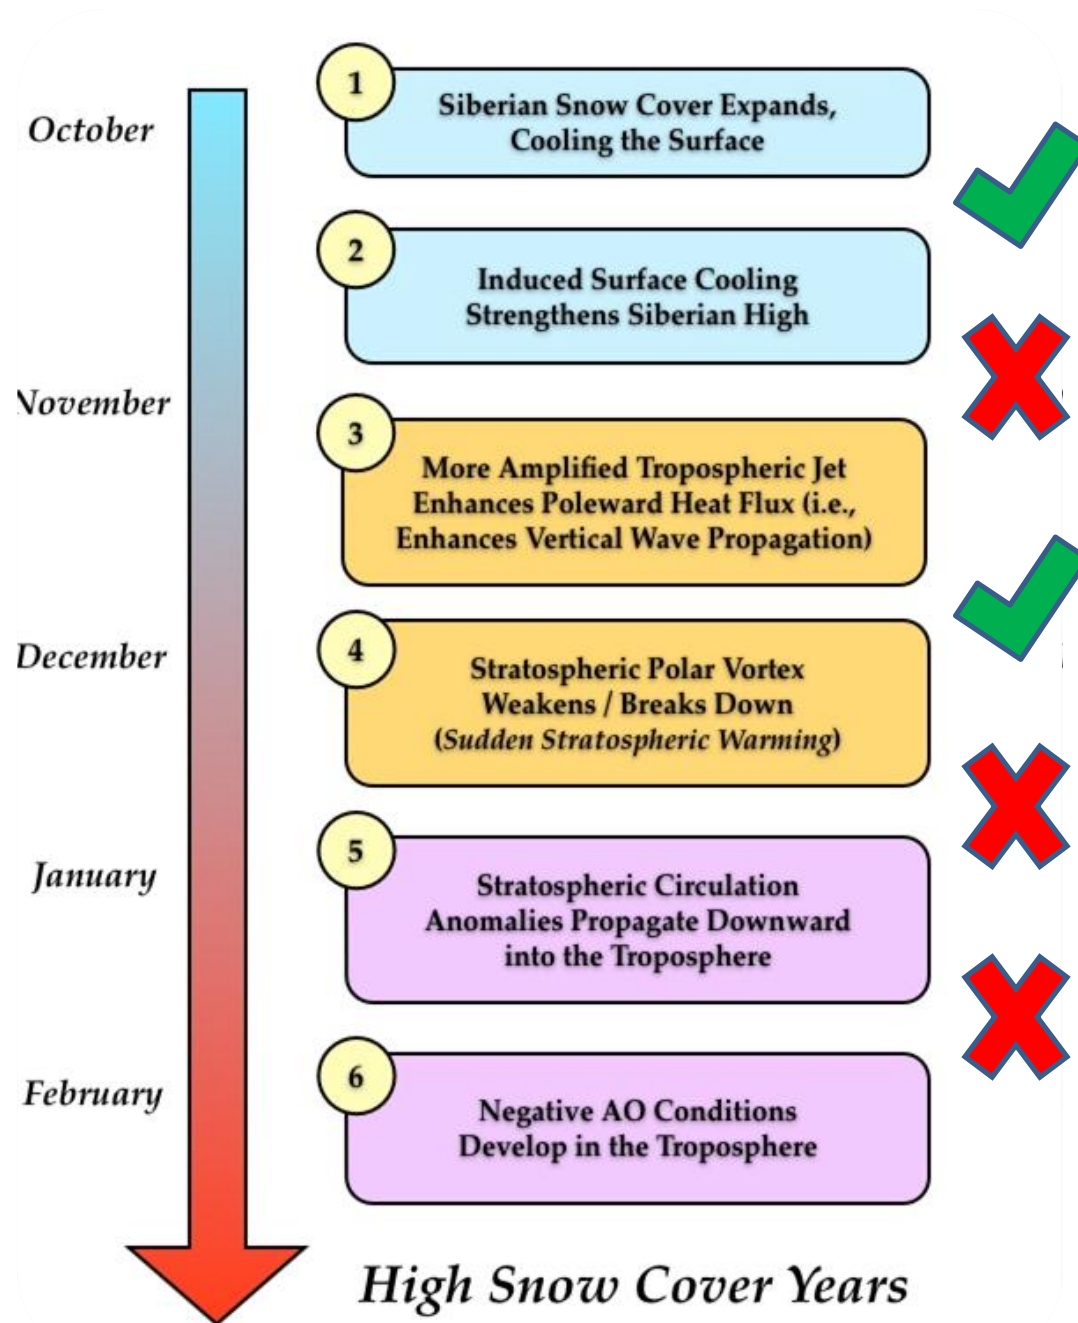 October
1
Siberian Snow Cover Expands,
Cooling the Surface
2
Induced Surface Cooling
Strengthens Siberian High
November
3
More Amplified Tropospheric Jet
Enhances Poleward Heat Flux (i.e.,
Enhances Vertical Wave Propagation)
December
4
Stratospheric Polar Vortex
Weakens / Breaks Down
(Sudden Stratospheric Warming)
January
5
Stratospheric Circulation
Anomalies Propagate Downward
into the Troposphere
February
6
Negative AO Conditions
Develop in the Troposphere
High Snow Cover Years